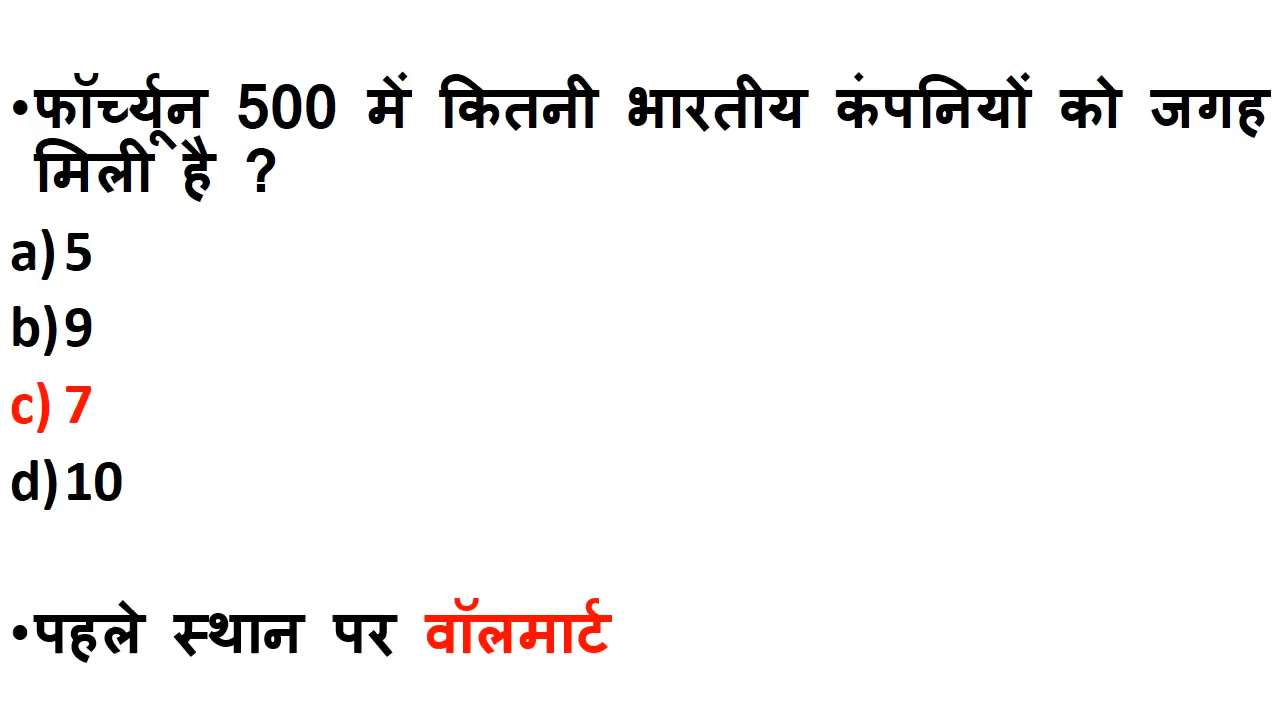 •फॉर्च्यून 500 में कितनी भारतीय कंपनियों को जगह
मिली है ?
a) 5
b) 9
c) 7
d) 10
•पहले स्थान पर वॉलमार्ट